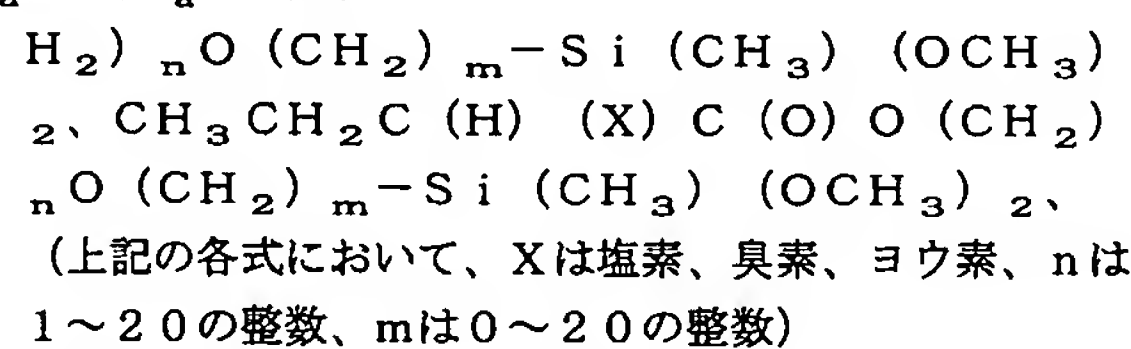 H₂)ₙO(CH₂)ₘ−Si(CH₃)(OCH₃)
₂、CH₃CH₂C(H)(X)C(O)O(CH₂)
ₙO(CH₂)ₘ−Si(CH₃)(OCH₃)₂、
(上記の各式において、Xは塩素、臭素、ヨウ素、nは
1～20の整数、mは0～20の整数)